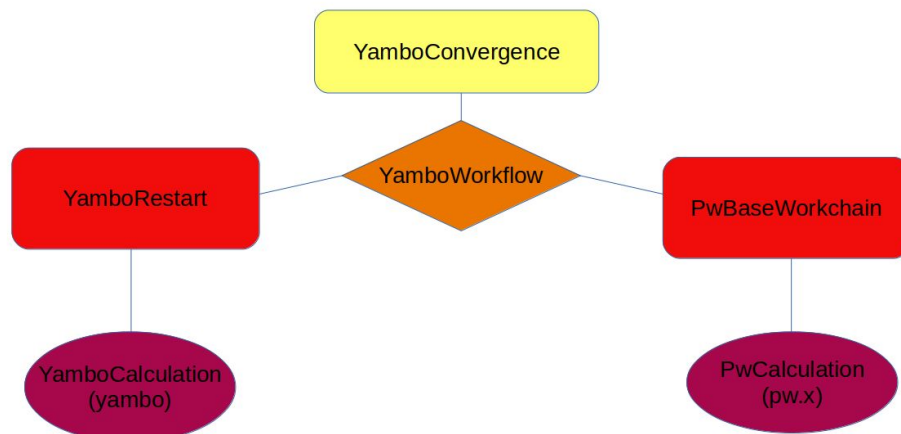 YamboConvergence
YamboWorkflow
YamboRestart
PwBaseWorkchain
YamboCalculation
(yambo)
PwCalculation
(pw.x)